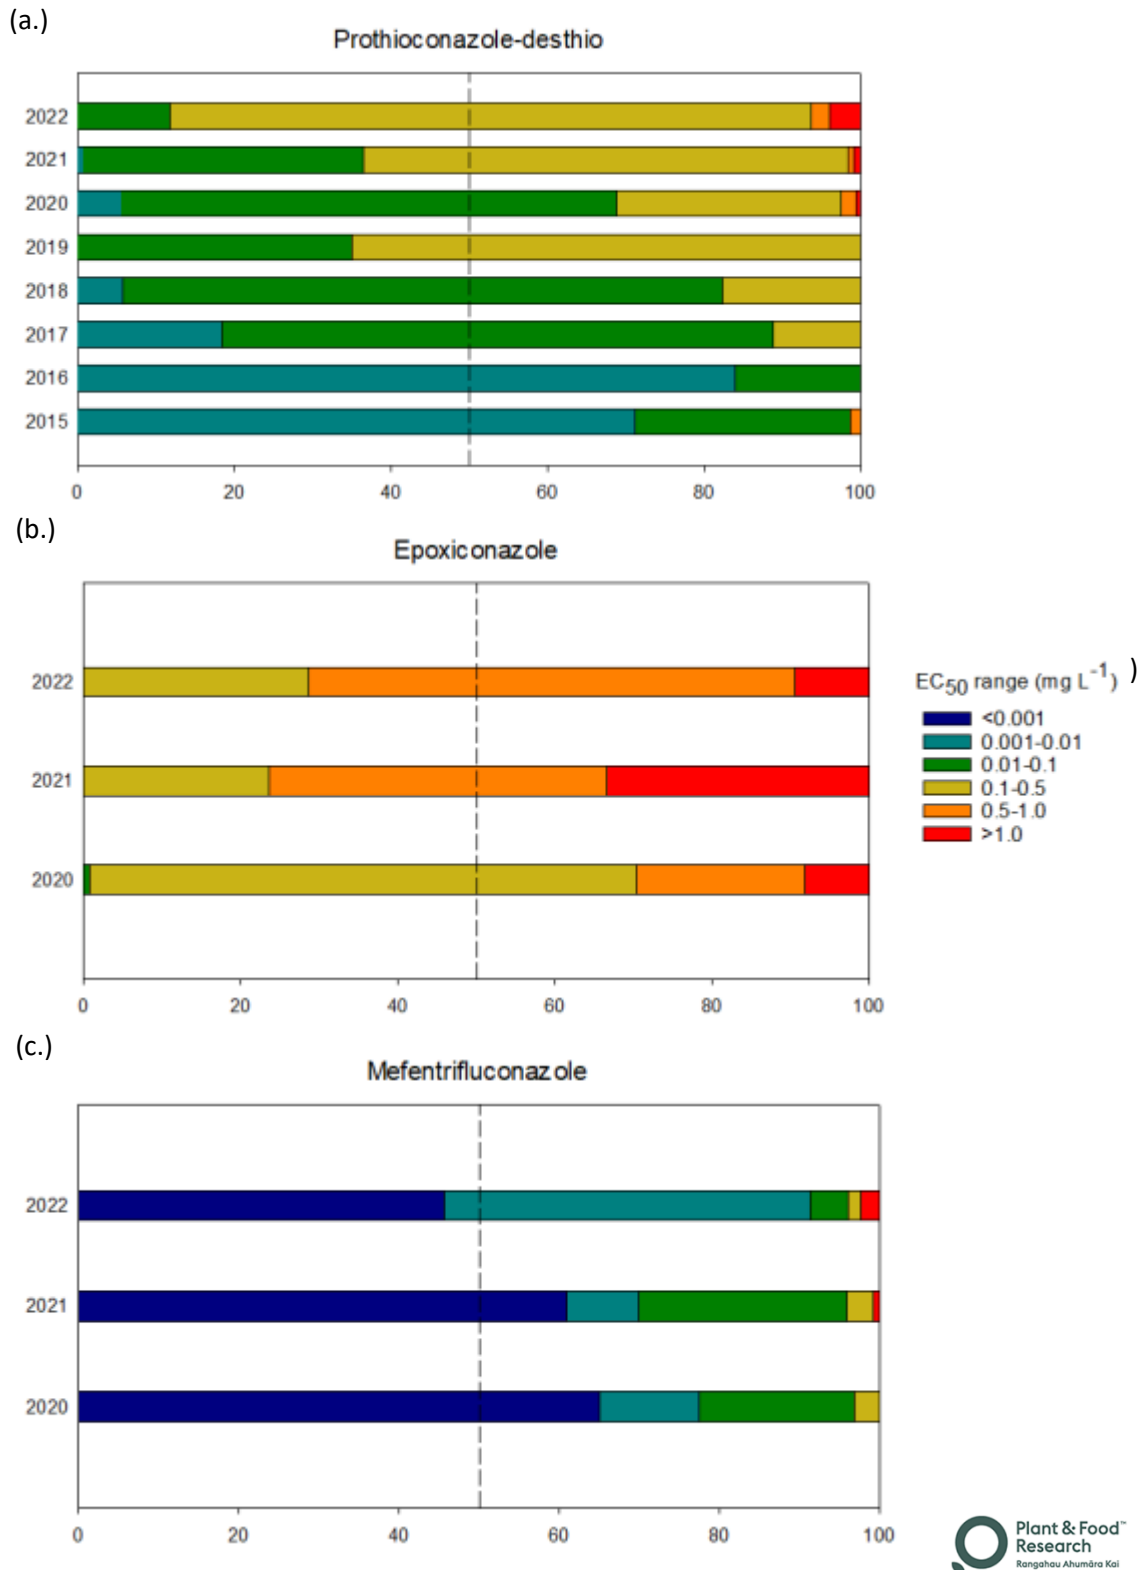 (a.)
Prothioconazole-desthio
2022
2021
2020
2019
2018
2017
2016
2015
0 20 40 60 80 100
(b.)
Epoxiconazole
2022
2021
2020
0 20 40 60 80 100
EC50 range (mg L-1) )
<0.001
0.001-0.01
0.01-0.1
0.1-0.5
0.5-1.0
>1.0
(c.)
Mefentrifluconazole
2022
2021
2020
0 20 40 60 80 100
Plant & Food™
Research
Rangahau Ahumāra Kai